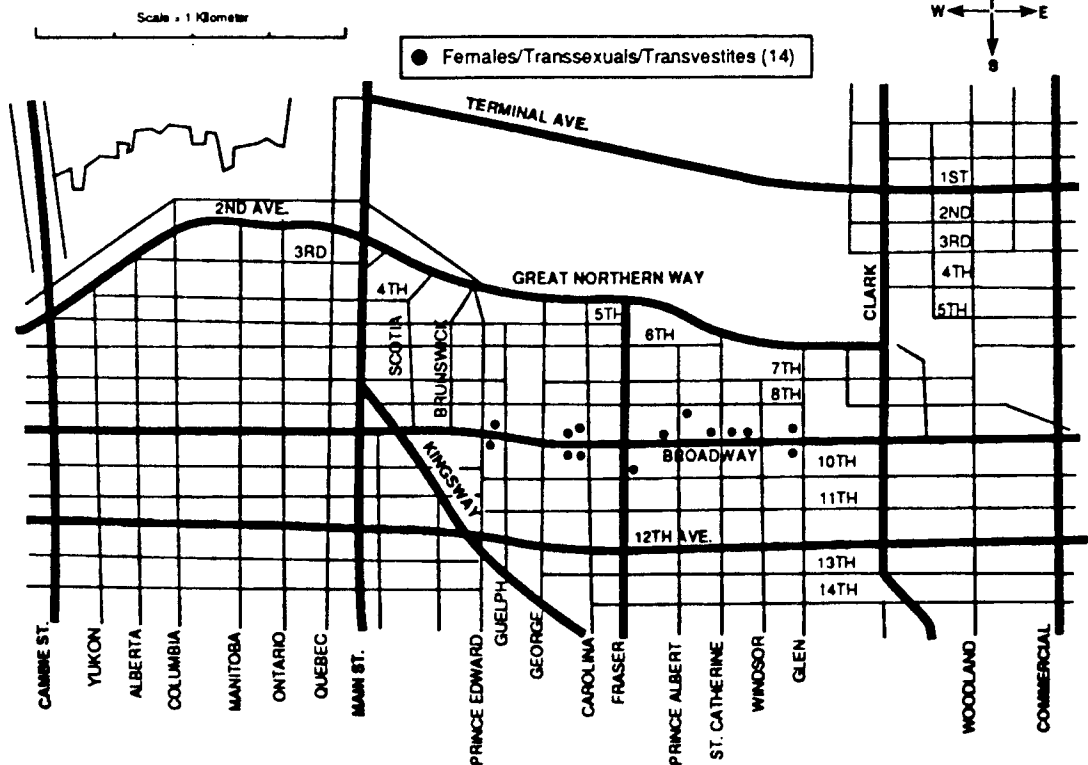 Scale = 1 Kilometer
W E
S
Females/Transsexuals/Transvestites (14)
TERMINAL AVE.
1ST
2ND AVE.
2ND
3RD
3RD
GREAT NORTHERN WAY
4TH
4TH
CLARK
5TH
5TH
6TH
SCOTIA
BRUNSWICK
7TH
8TH
KINGSWAY
BROADWAY
10TH
11TH
12TH AVE.
13TH
14TH
CAMBIE ST.
YUKON
ALBERTA
COLUMBIA
MANITOBA
ONTARIO
QUEBEC
MAIN ST.
PRINCE EDWARD
GUELPH
GEORGE
CAROLINA
FRASER
PRINCE ALBERT
ST. CATHERINE
WINDSOR
GLEN
WOODLAND
COMMERCIAL